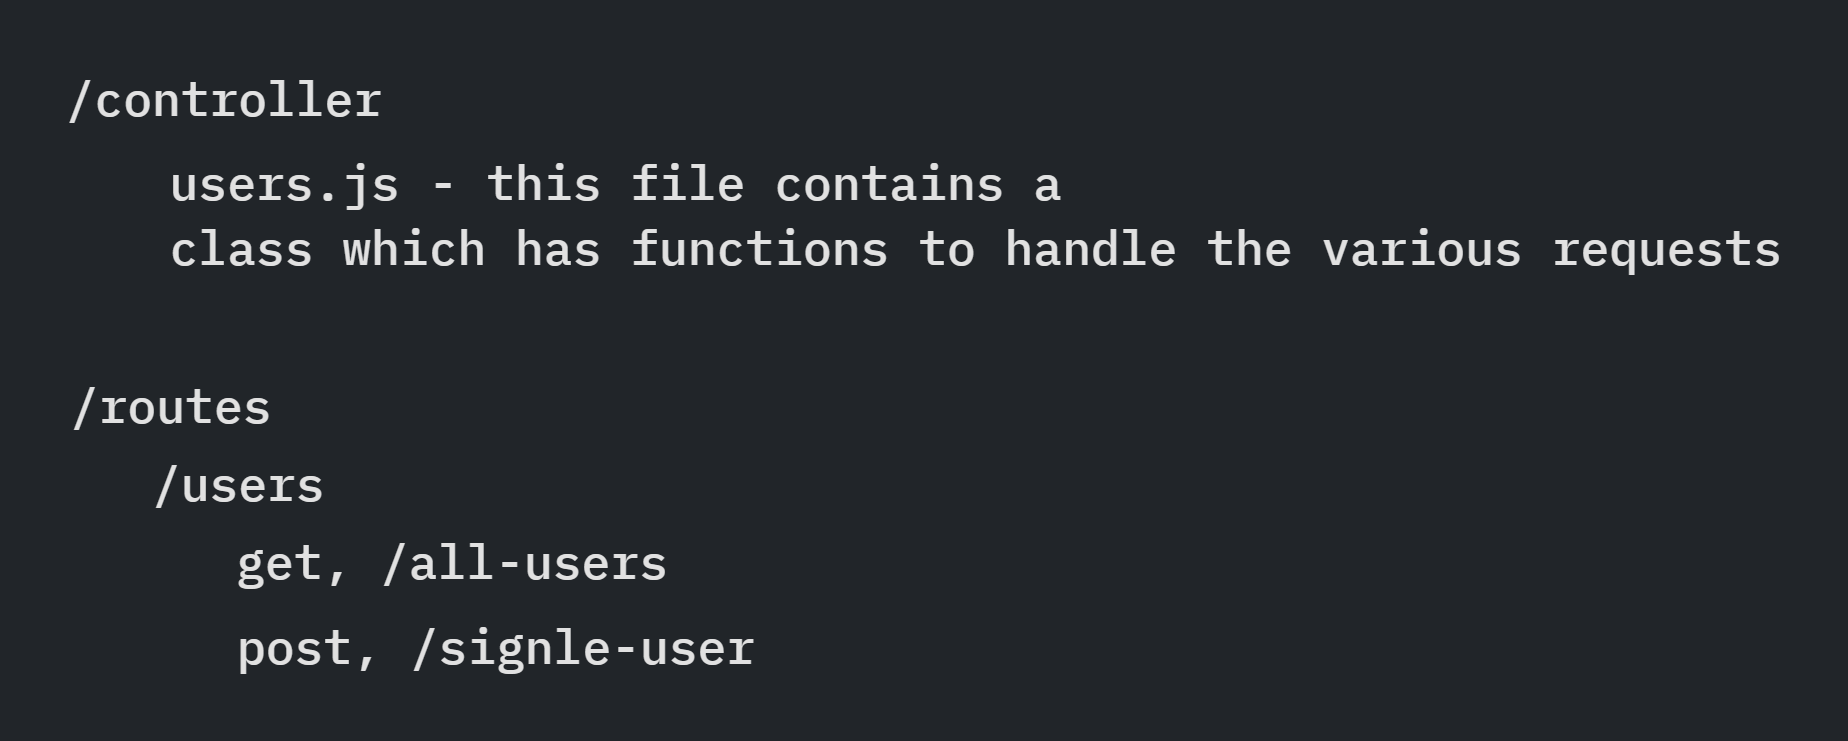 /controller
users.js - this file contains a
class which has functions to handle the various requests
/routes
/users
get, /all-users
post, /signle-user